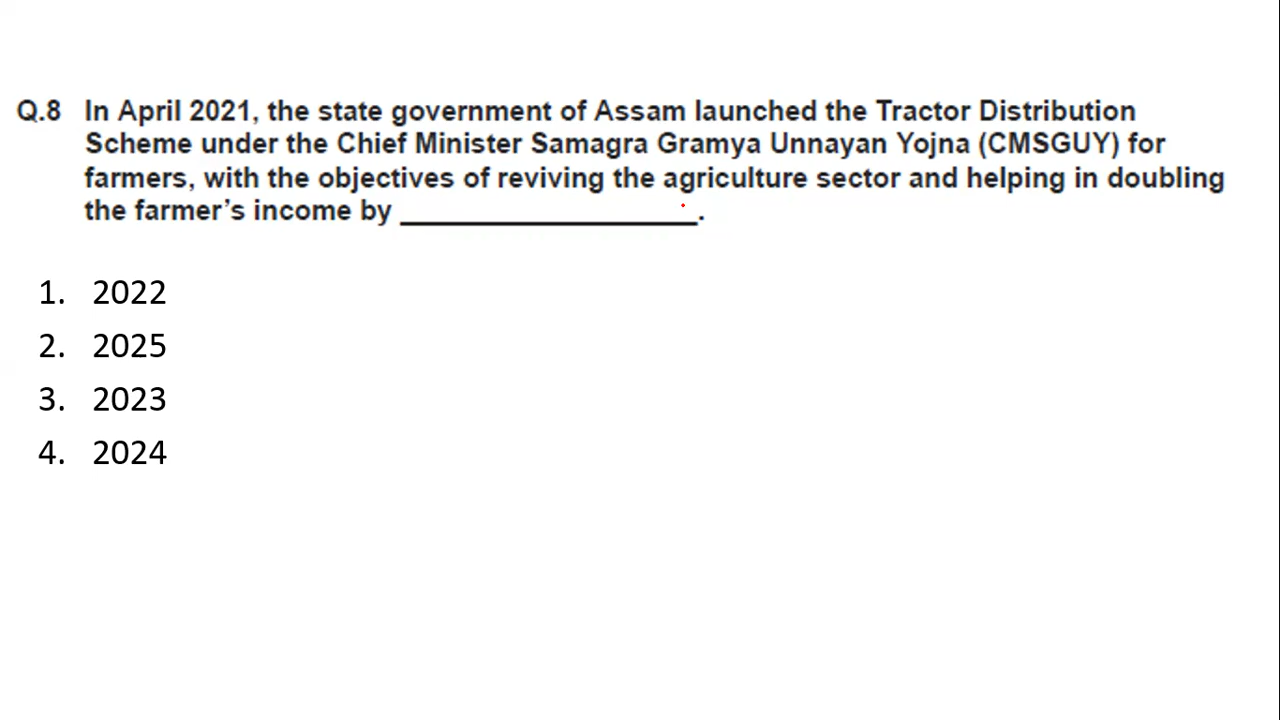 Q.8 In April 2021, the state government of Assam launched the Tractor Distribution
Scheme under the Chief Minister Samagra Gramya Unnayan Yojna (CMSGUY) for
farmers, with the objectives of reviving the agriculture sector and helping in doubling
the farmer’s income by ____________________.
1. 2022
2. 2025
3. 2023
4. 2024